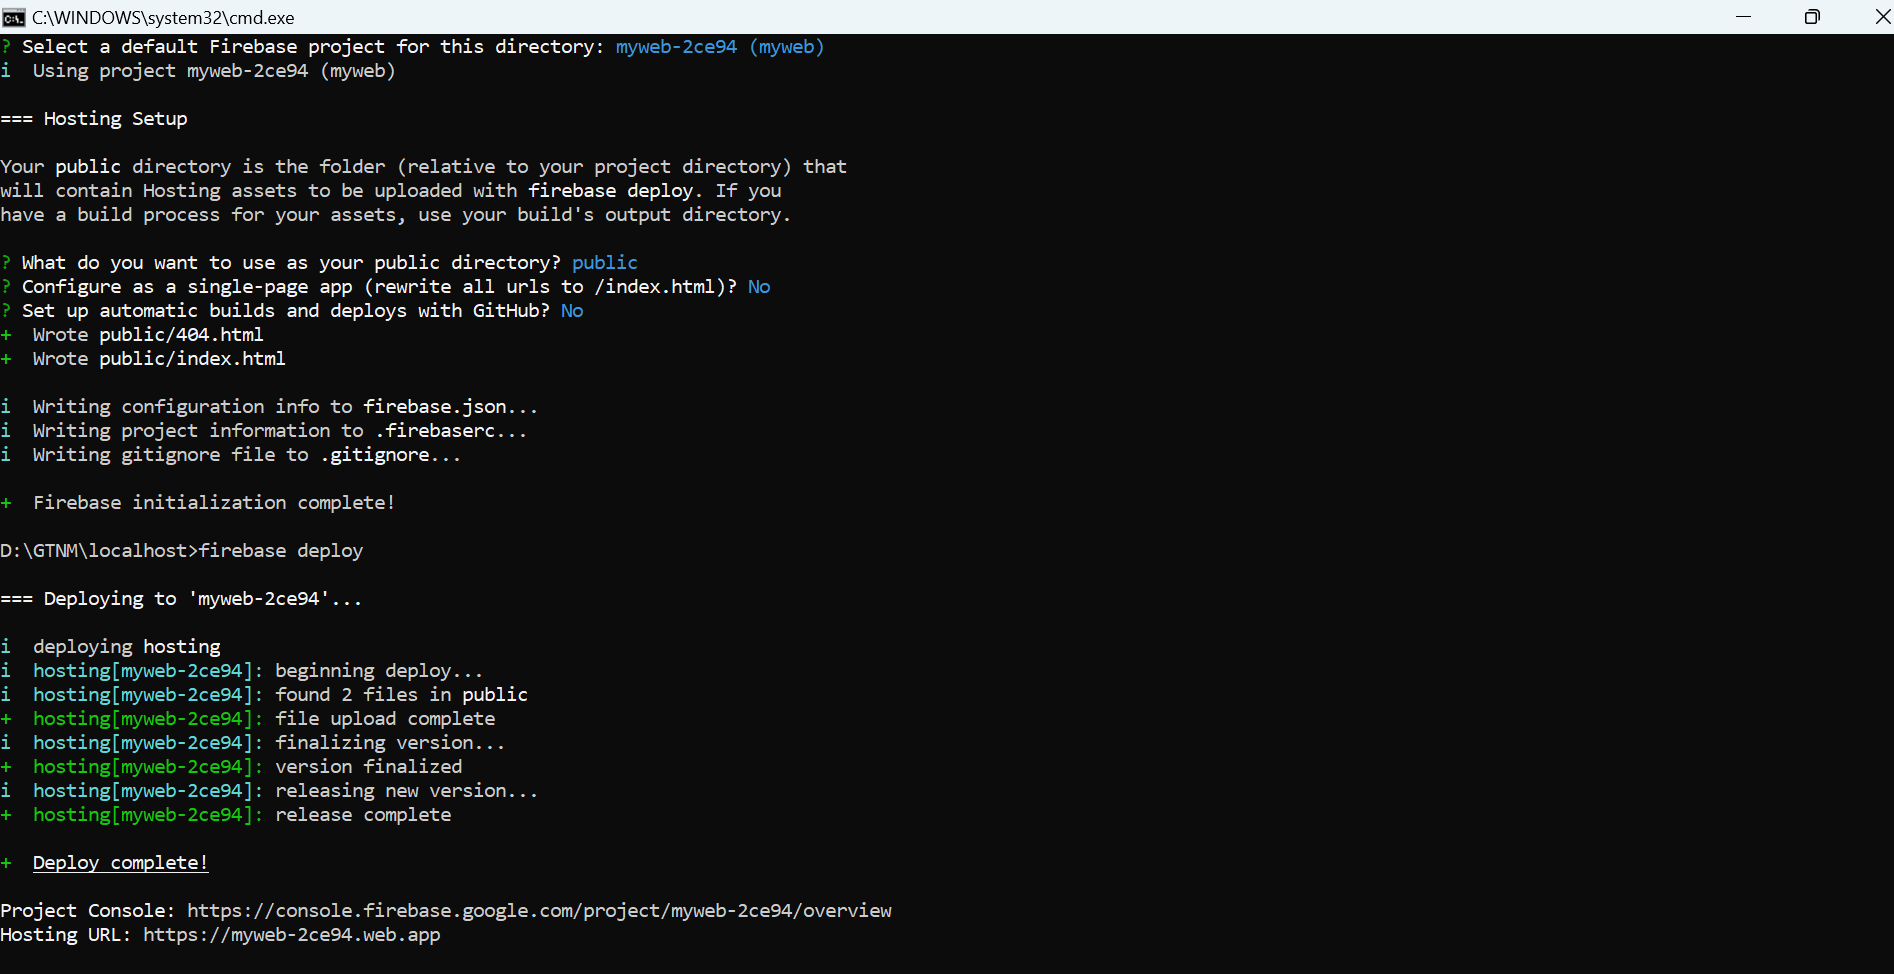 C:\WINDOWS\system32\cmd.exe
? Select a default Firebase project for this directory: myweb-2ce94 (myweb)
i  Using project myweb-2ce94 (myweb)
=== Hosting Setup
Your public directory is the folder (relative to your project directory) that
will contain Hosting assets to be uploaded with firebase deploy. If you
have a build process for your assets, use your build's output directory.
? What do you want to use as your public directory? public
? Configure as a single-page app (rewrite all urls to /index.html)? No
? Set up automatic builds and deploys with GitHub? No
+  Wrote public/404.html
+  Wrote public/index.html
i  Writing configuration info to firebase.json...
i  Writing project information to .firebaserc...
i  Writing gitignore file to .gitignore...
+  Firebase initialization complete!
D:\GTNM\localhost>firebase deploy
=== Deploying to 'myweb-2ce94'...
i  deploying hosting
i  hosting[myweb-2ce94]: beginning deploy...
i  hosting[myweb-2ce94]: found 2 files in public
+  hosting[myweb-2ce94]: file upload complete
i  hosting[myweb-2ce94]: finalizing version...
+  hosting[myweb-2ce94]: version finalized
i  hosting[myweb-2ce94]: releasing new version...
+  hosting[myweb-2ce94]: release complete
+  Deploy complete!
Project Console: https://console.firebase.google.com/project/myweb-2ce94/overview
Hosting URL: https://myweb-2ce94.web.app